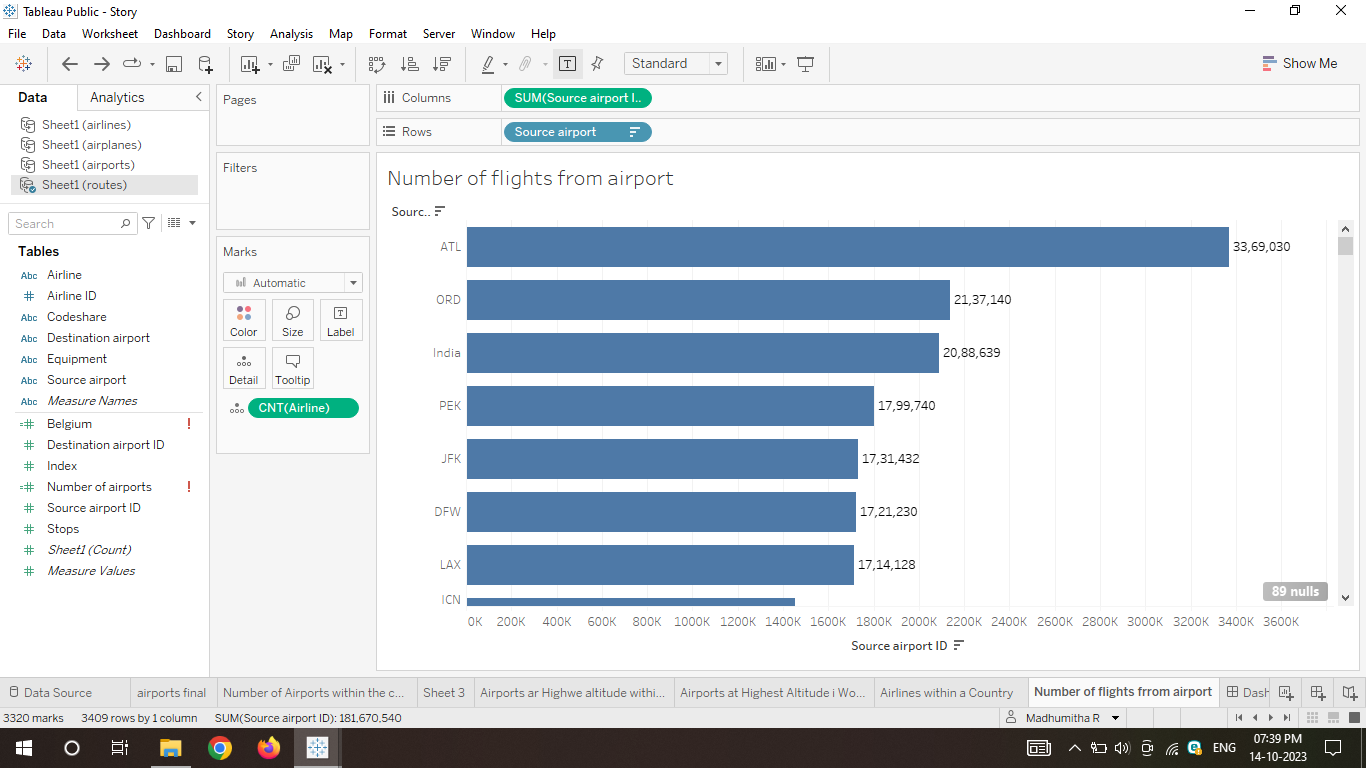 Tableau Public - Story
File Data Worksheet Dashboard Story Analysis Map Format Server Window Help
Standard
Show Me
Data Analytics
Sheet1 (airlines)
Sheet1 (airplanes)
Sheet1 (airports)
Sheet1 (routes)
Search
Tables
Abc Airline
# Airline ID
Abc Codeshare
Abc Destination airport
Abc Equipment
Abc Source airport
Abc Measure Names
=# Belgium !
# Destination airport ID
# Index
=# Number of airports !
# Source airport ID
# Stops
# Sheet1 (Count)
# Measure Values
Pages
Filters
Marks
Automatic
Color Size Label
Detail Tooltip
CNT(Airline)
Columns SUM(Source airport I..
Rows Source airport
Number of flights from airport
Sourc..
ATL 33,69,030
ORD 21,37,140
India 20,88,639
PEK 17,99,740
JFK 17,31,432
DFW 17,21,230
LAX 17,14,128
ICN
89 nulls
0K 200K 400K 600K 800K 1000K 1200K 1400K 1600K 1800K 2000K 2200K 2400K 2600K 2800K 3000K 3200K 3400K 3600K
Source airport ID
Data Source airports final Number of Airports within the c... Sheet 3 Airports ar Highwe altitude withi... Airports at Highest Altitude i Wo... Airlines within a Country Number of flights frrom airport Dash
3320 marks 3409 rows by 1 column SUM(Source airport ID): 181,670,540 Madhumitha R
ENG
07:39 PM
14-10-2023